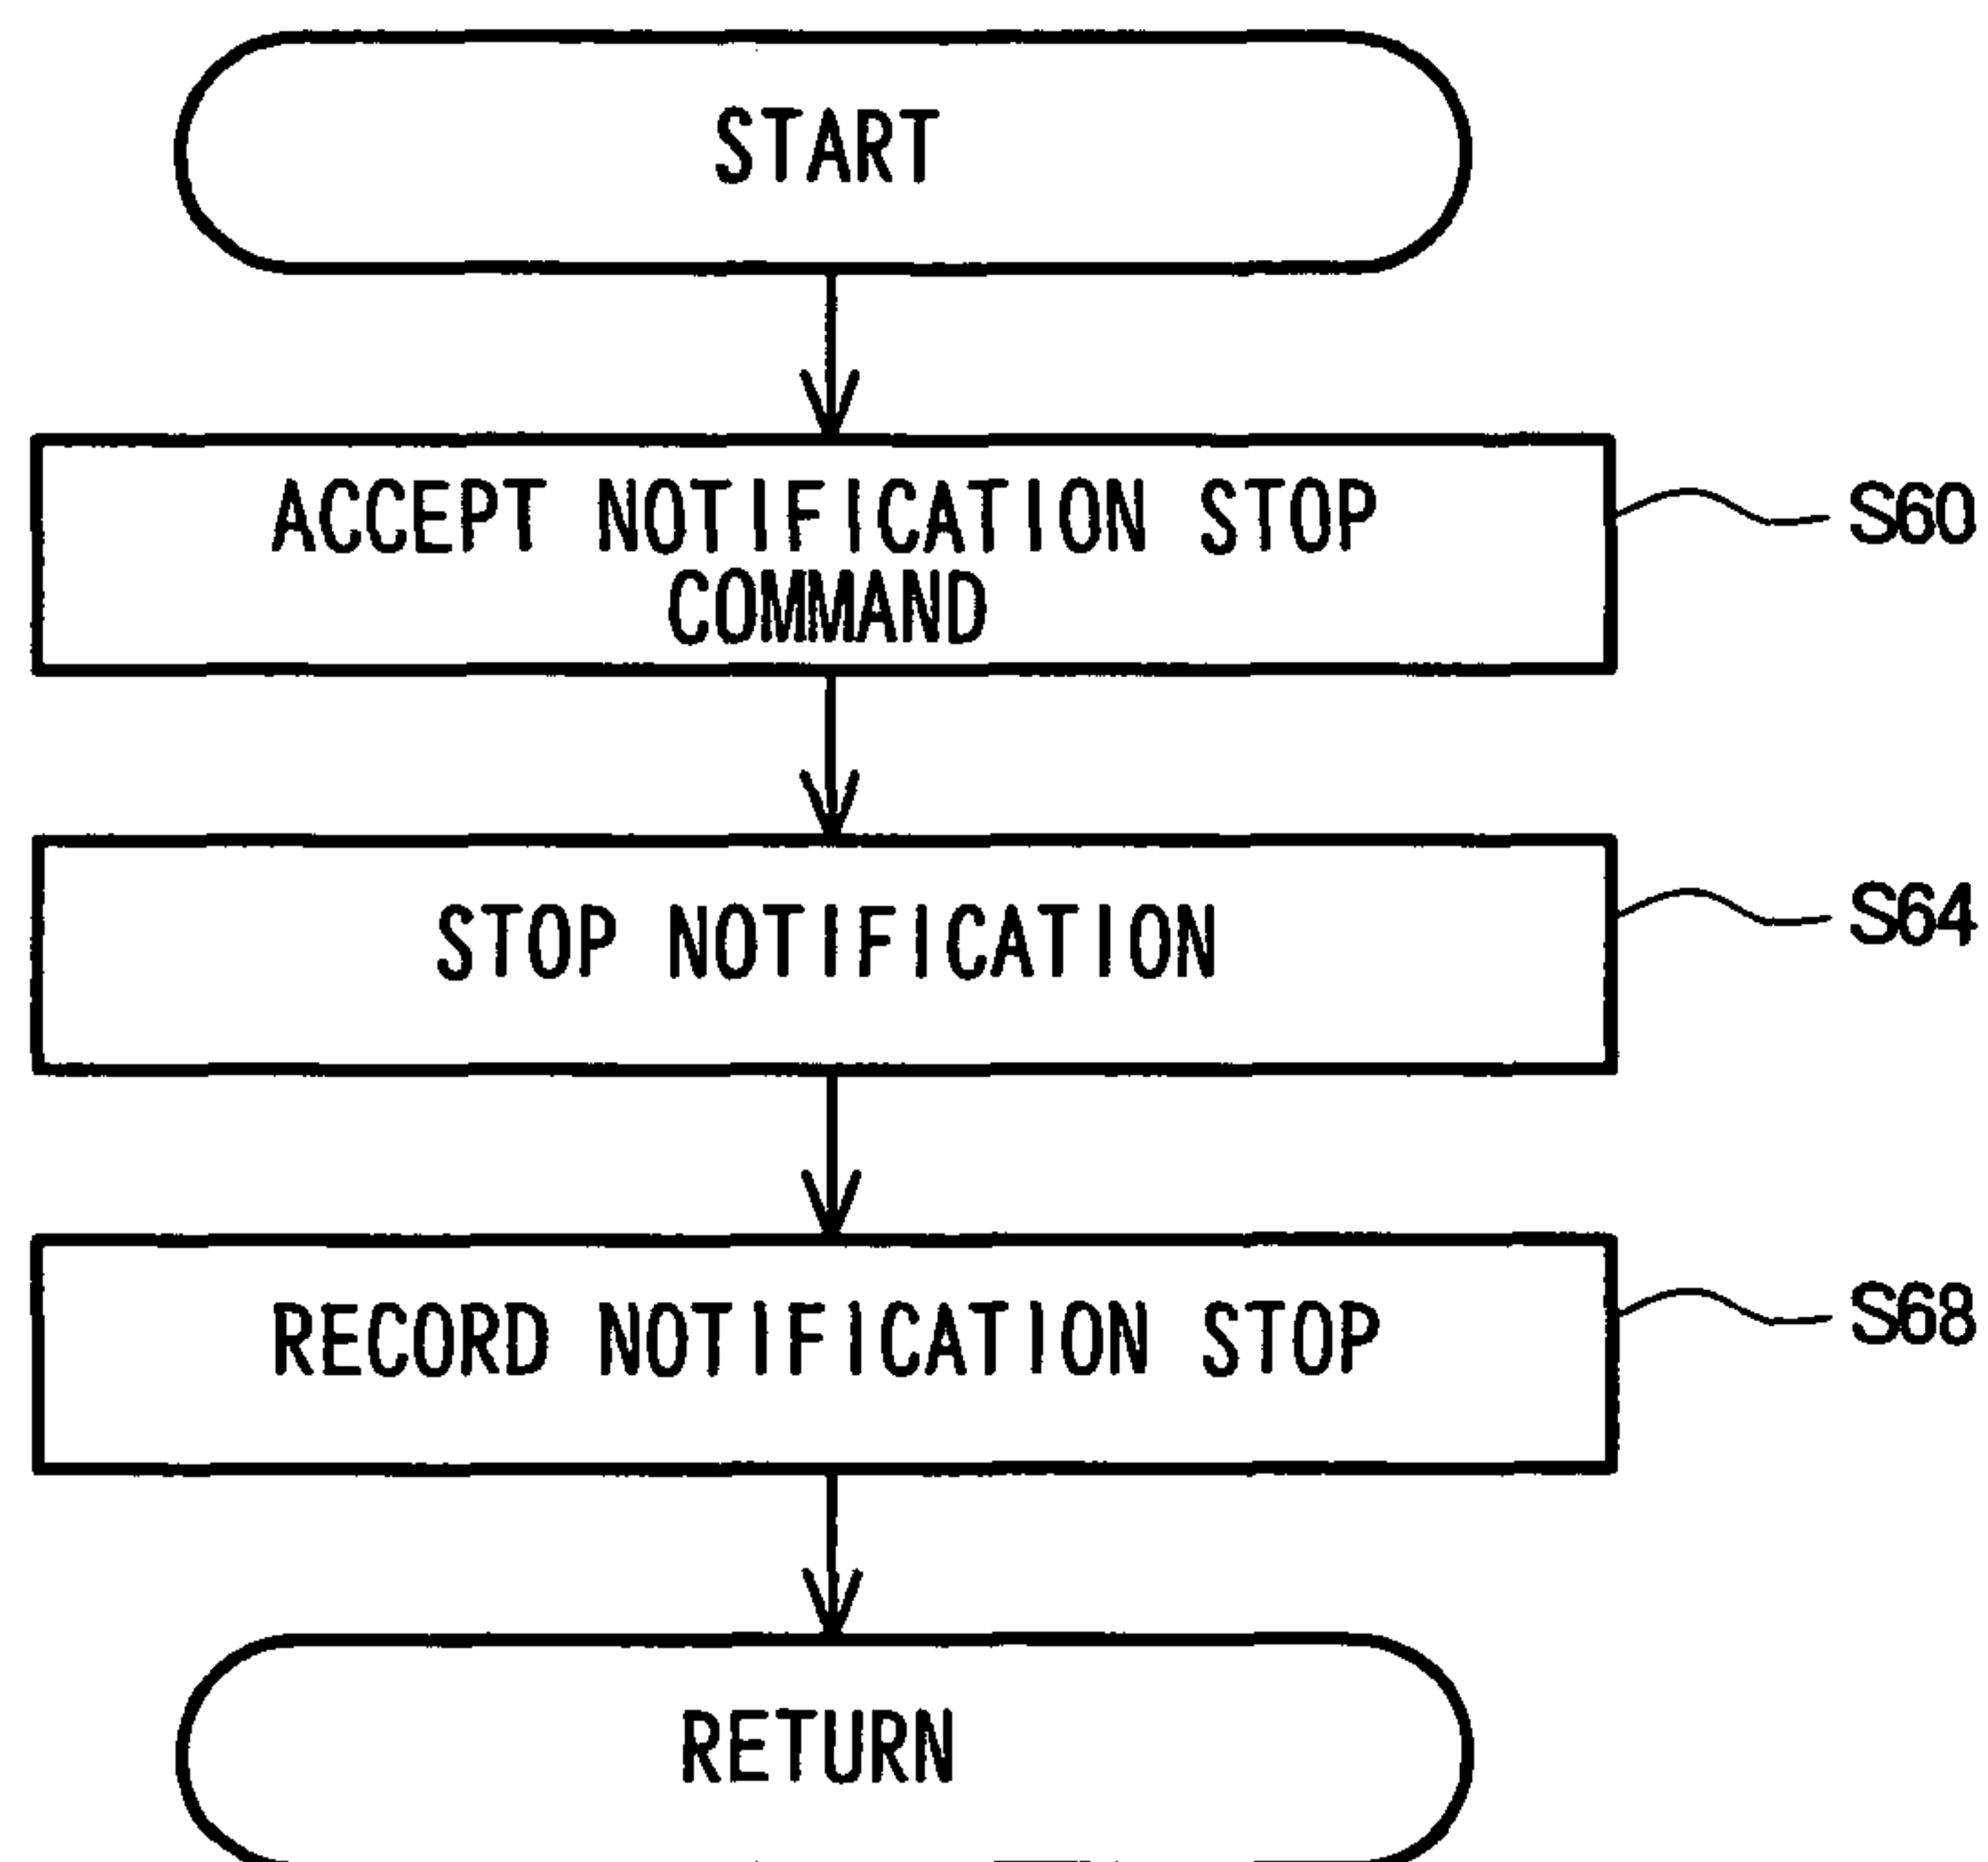 START
ACCEPT NOTIFICATION STOP
COMMAND
S60
STOP NOTIFICATION
S64
RECORD NOTIFICATION STOP
S68
RETURN